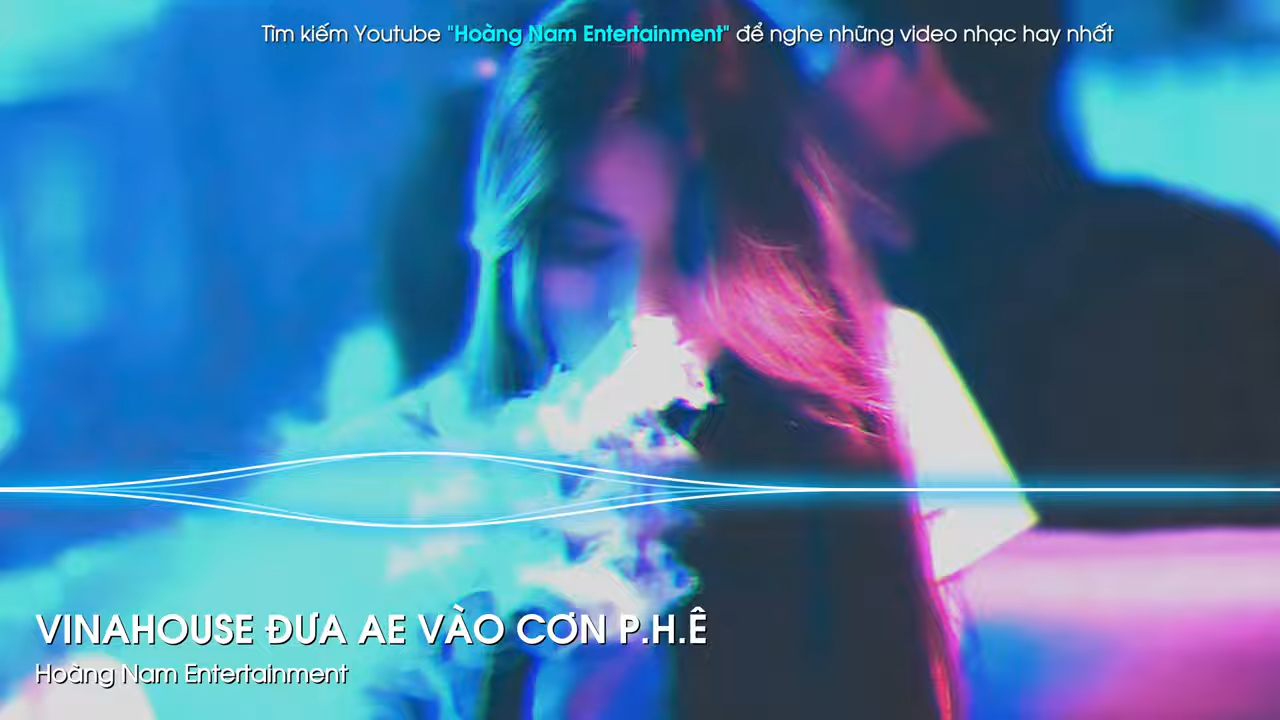 Tìm kiếm Youtube "Hoàng Nam Entertainment" để nghe những video nhạc hay nhất
VINAHOUSE ĐƯA AE VÀO CƠN P.H.Ê
Hoàng Nam Entertainment